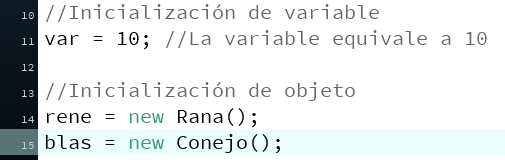 10 //Inicialización de variable
11 var = 10; //La variable equivale a 10
12
13 //Inicialización de objeto
14 rene = new Rana();
15 blas = new Conejo();